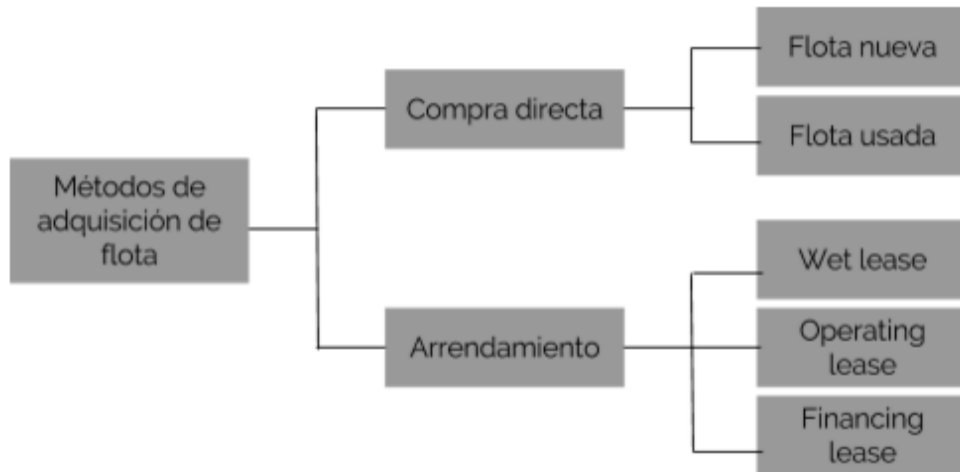 Métodos de
adquisición de
flota
Compra directa
Flota nueva
Flota usada
Arrendamiento
Wet lease
Operating
lease
Financing
lease